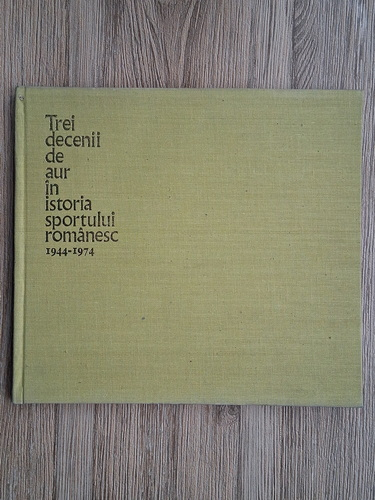 Trei
decenii
de
aur
în
istoria
sportului
românesc
1944-1974